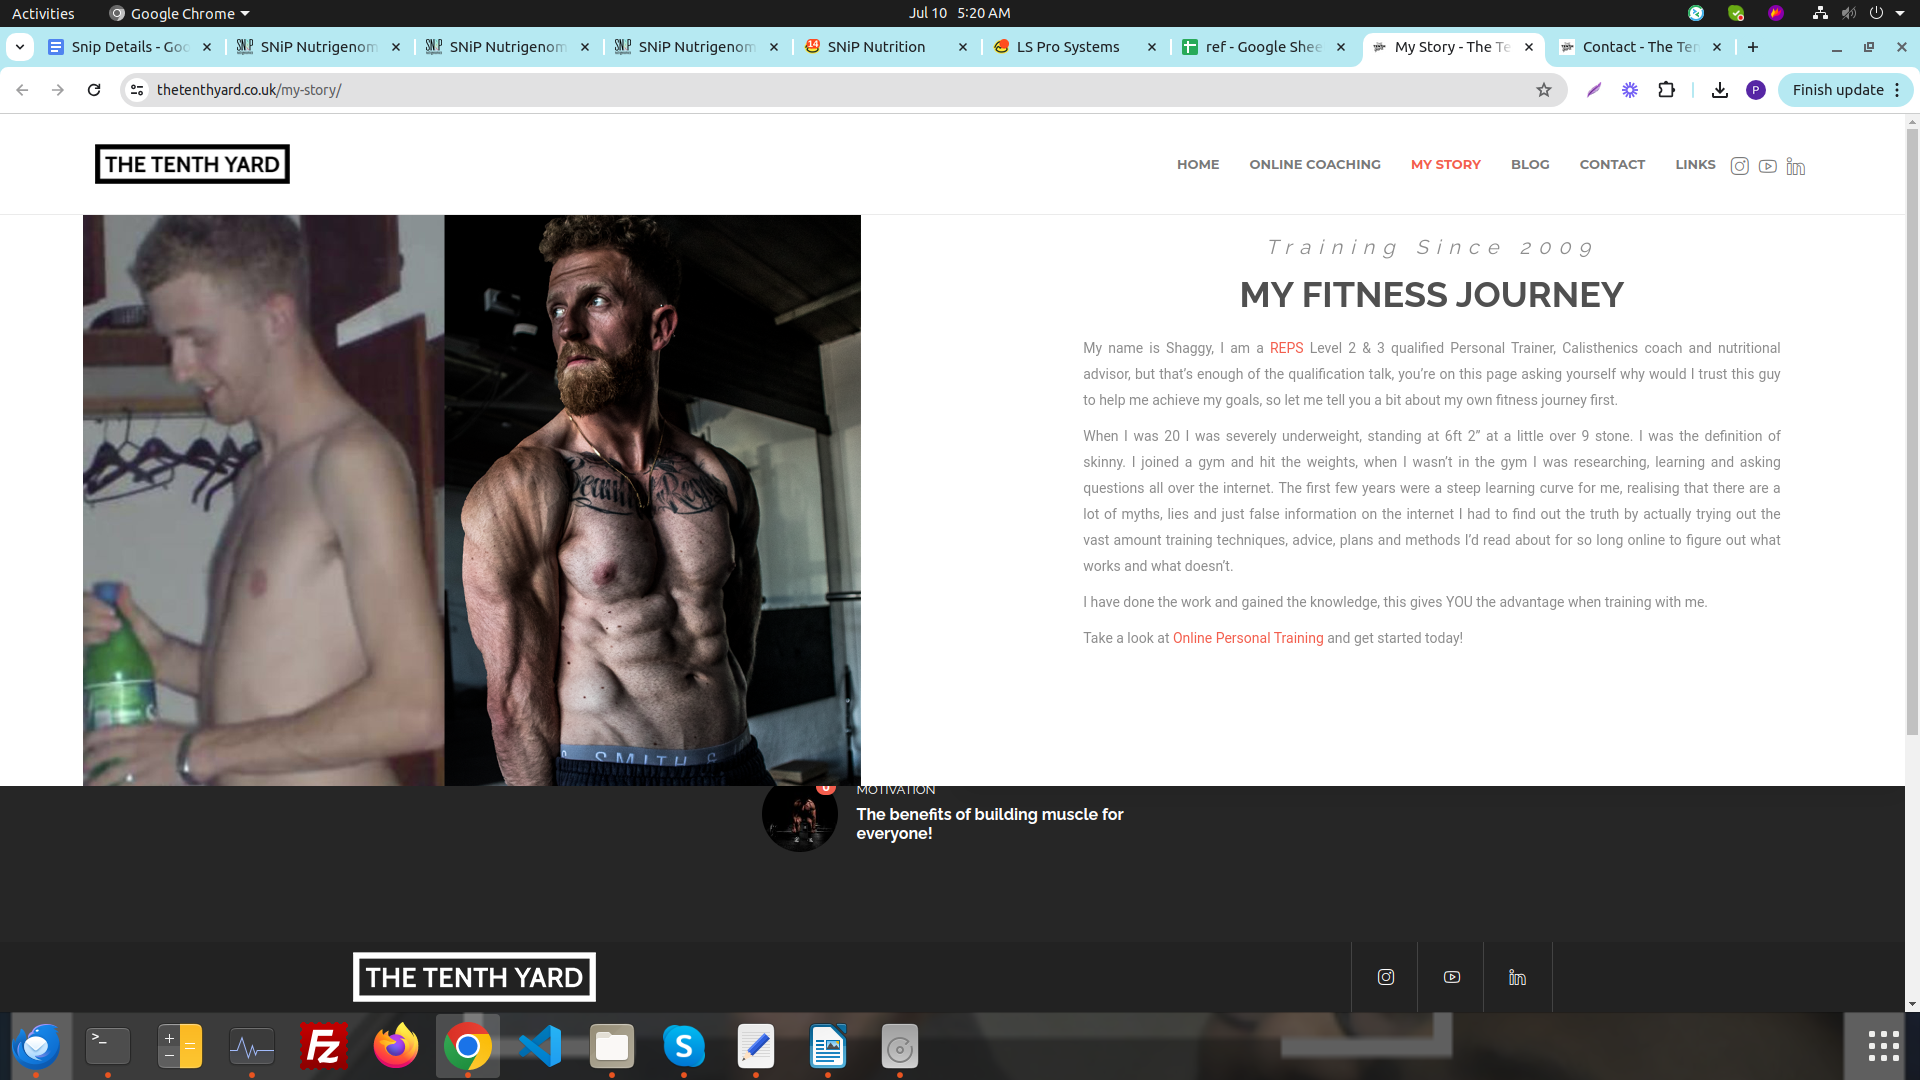 Activities
Google Chrome
Jul 10 5:20 AM
Snip Details - Goo
SNiP Nutrigenom
SNiP Nutrigenom
SNiP Nutrigenom
SNiP Nutrition
LS Pro Systems
ref - Google Shee
My Story - The Te
Contact - The Ten
thetenthyard.co.uk/my-story/
P
Finish update
THE TENTH YARD
HOME
ONLINE COACHING
MY STORY
BLOG
CONTACT
LINKS
Training Since 2009
MY FITNESS JOURNEY
My name is Shaggy, I am a REPS Level 2 & 3 qualified Personal Trainer, Calisthenics coach and nutritional
advisor, but that’s enough of the qualification talk, you’re on this page asking yourself why would I trust this guy
to help me achieve my goals, so let me tell you a bit about my own fitness journey first.
When I was 20 I was severely underweight, standing at 6ft 2” at a little over 9 stone. I was the definition of
skinny. I joined a gym and hit the weights, when I wasn’t in the gym I was researching, learning and asking
questions all over the internet. The first few years were a steep learning curve for me, realising that there are a
lot of myths, lies and just false information on the internet I had to find out the truth by actually trying out the
vast amount training techniques, advice, plans and methods I’d read about for so long online to figure out what
works and what doesn’t.
I have done the work and gained the knowledge, this gives YOU the advantage when training with me.
Take a look at Online Personal Training and get started today!
SMITH
MOTIVATION
The benefits of building muscle for
everyone!
THE TENTH YARD